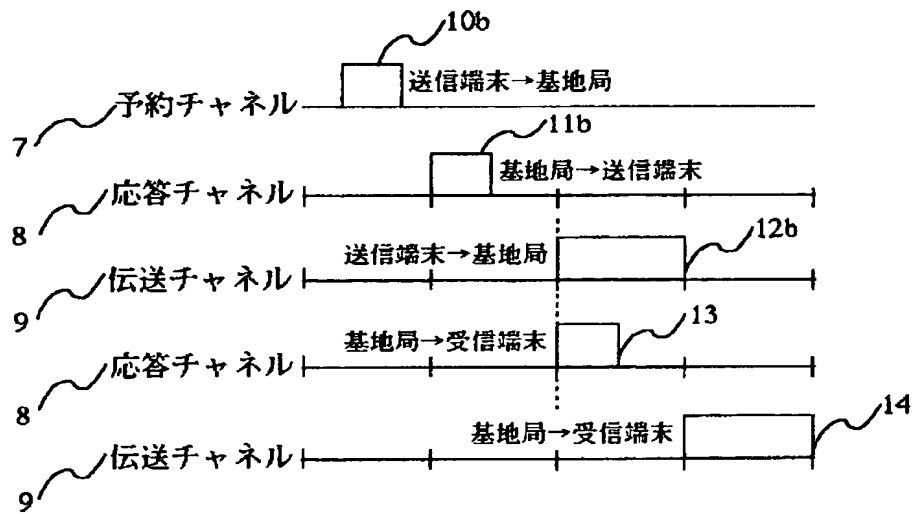 10b
送信端末→基地局
7 予約チャネル
11b
基地局→送信端末
8 応答チャネル
12b
送信端末→基地局
9 伝送チャネル
13
基地局→受信端末
8 応答チャネル
14
基地局→受信端末
9 伝送チャネル